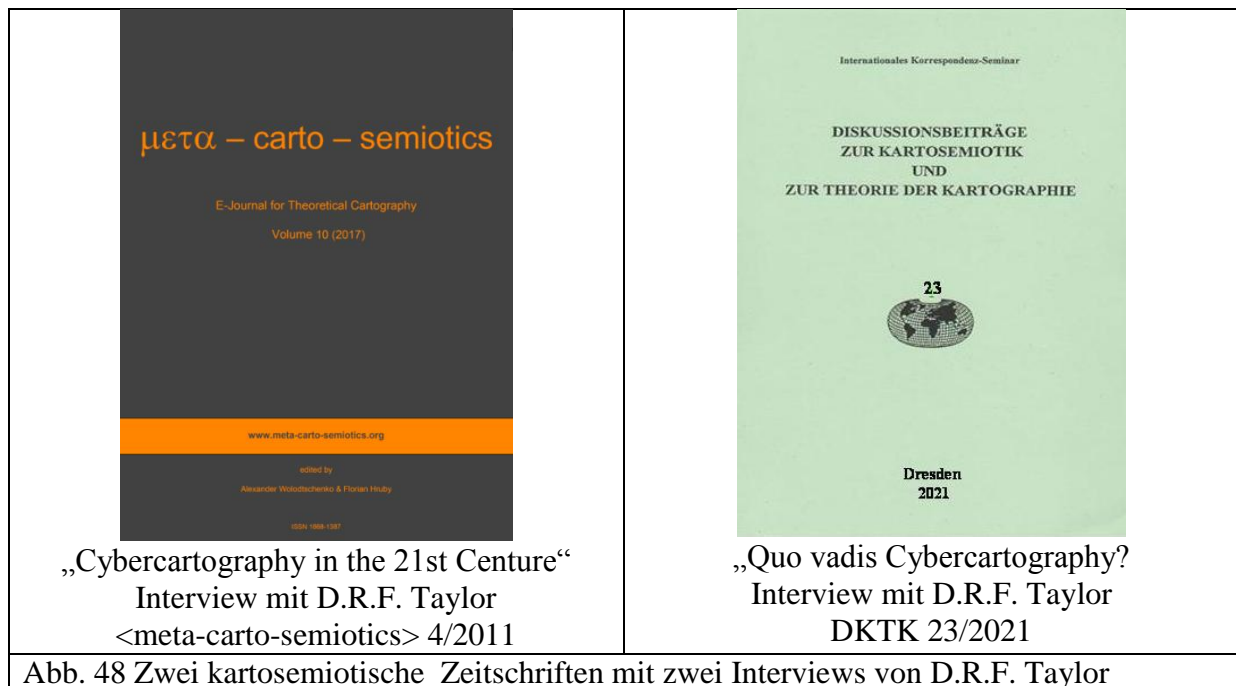 μετα – carto – semiotics
E-Journal for Theoretical Cartography
Volume 10 (2017)
www.meta-carto-semiotics.org
edited by
Alexander Wolodtschenko & Florian Hruby
ISSN 1868-1387
„Cybercartography in the 21st Centure“
Interview mit D.R.F. Taylor
<meta-carto-semiotics> 4/2011
Internationales Korrespondenz-Seminar
DISKUSSIONSBEITRÄGE
ZUR KARTOSEMIOTIK
UND
ZUR THEORIE DER KARTOGRAPHIE
23
Dresden
2021
„Quo vadis Cybercartography?
Interview mit D.R.F. Taylor
DKTK 23/2021
Abb. 48 Zwei kartosemiotische Zeitschriften mit zwei Interviews von D.R.F. Taylor